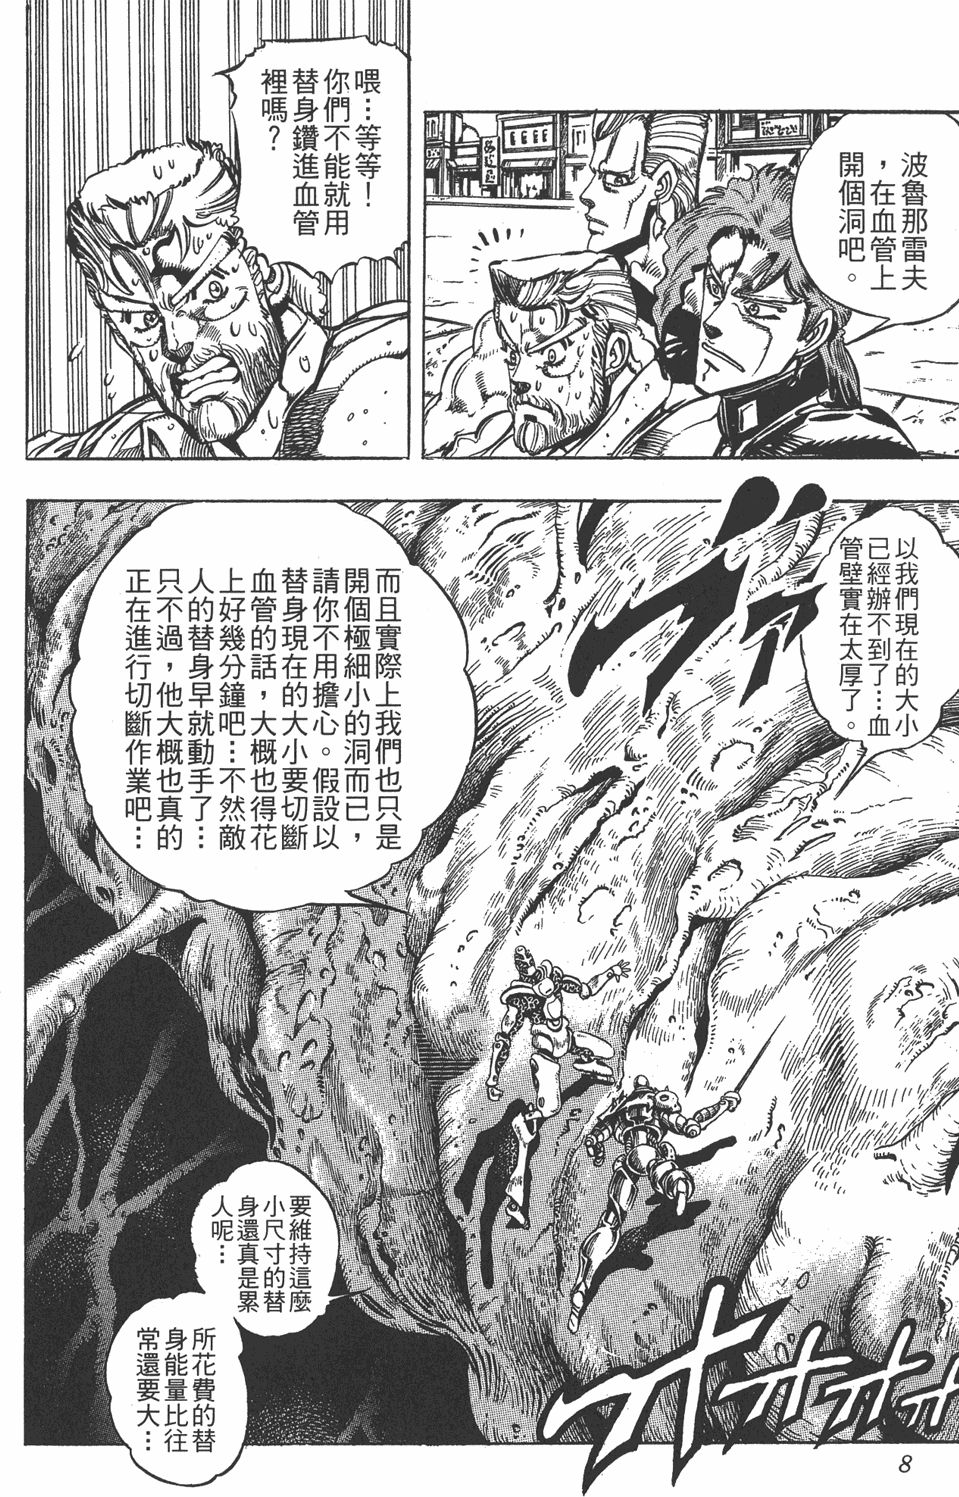 波魯那雷夫
，在血管上
開個洞吧。
喂…等等！
你們不能就用
替身鑽進血管
裡嗎？
以我們現在的大小
已經辦不到了…血
管壁實在太厚了。
而且實際上我們也只是
開個極細小的洞而已，
請你不用擔心。假設以
替身現在的大小要切斷
血管的話，大概也得花
上好幾分鐘吧…不然敵
人的替身早就動手了…
只不過，他大概也真的
正在進行切斷作業吧…
要維持這麼
小尺寸的替
身還真是累
人呢…
所花費的替
身能量比往
常還要大…
ドドド
オオオオ
8